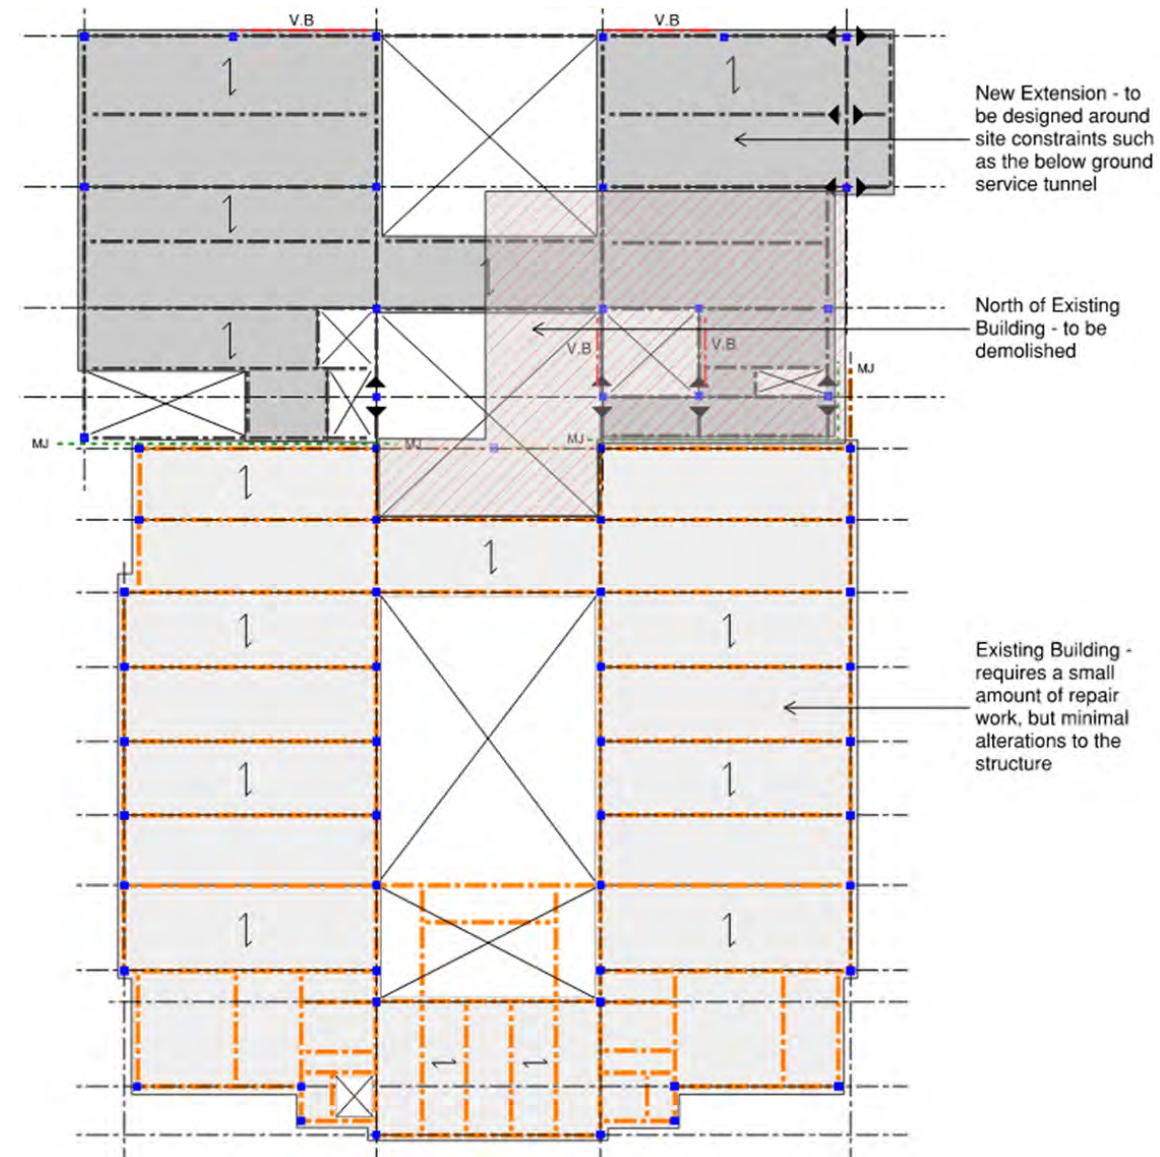 V.B
V.B
New Extension - to
be designed around
site constraints such
as the below ground
service tunnel
North of Existing
Building - to be
demolished
V.B
V.B
MJ
MJ
MJ
MJ
Existing Building -
requires a small
amount of repair
work, but minimal
alterations to the
structure